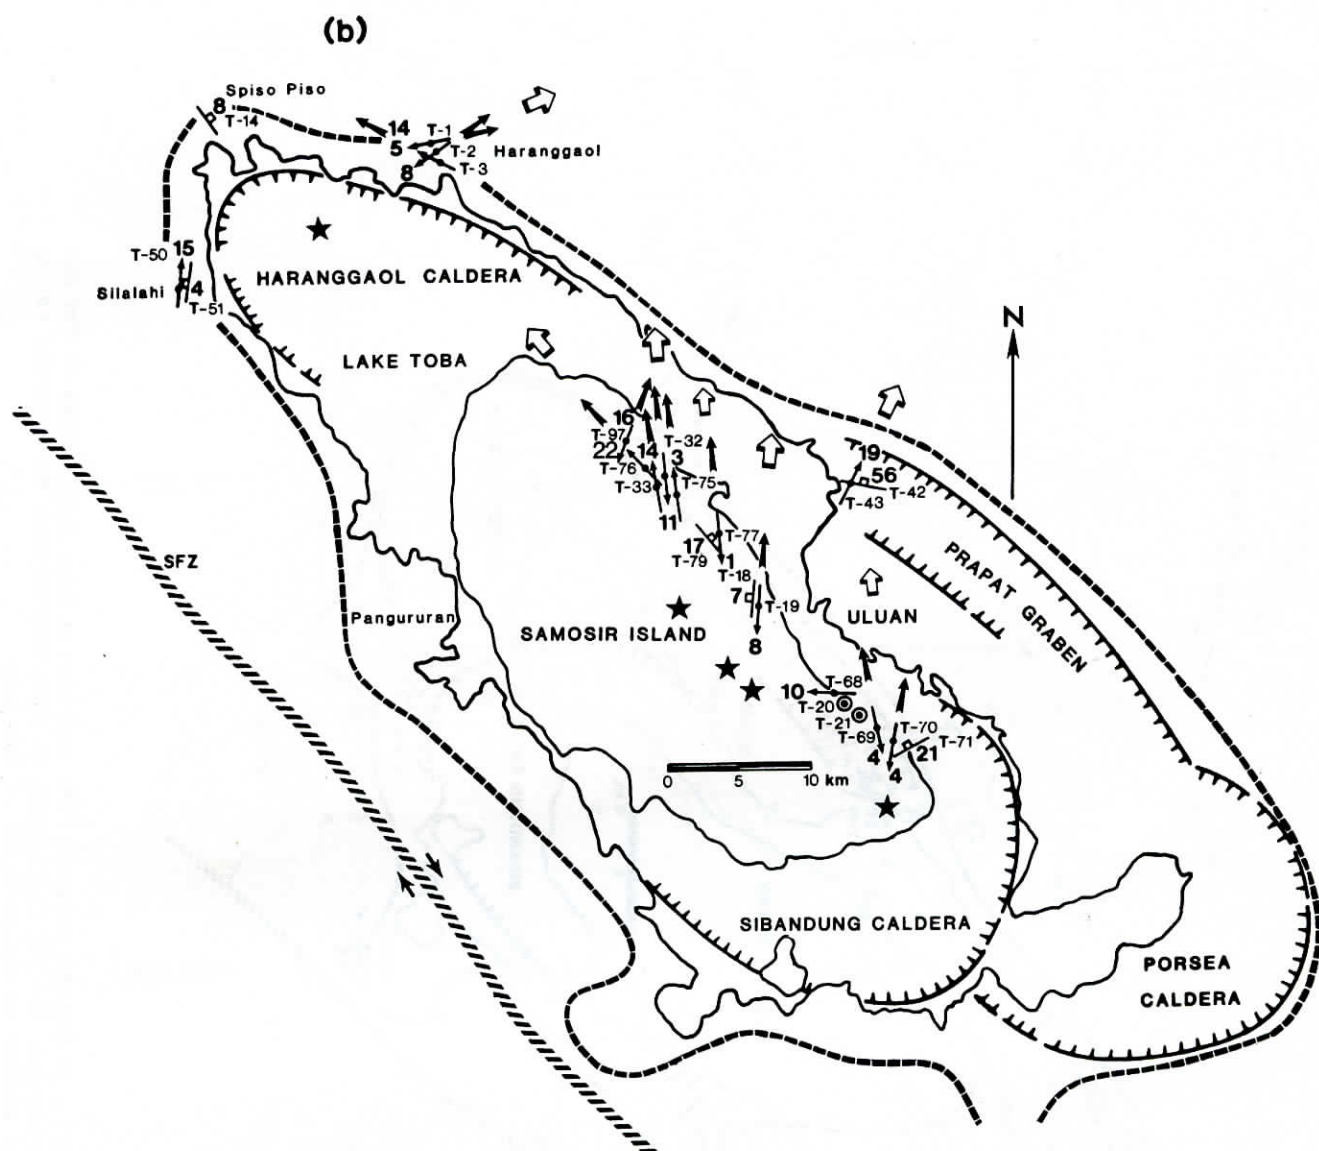 (b)
Spiso Piso
8
T-14
14
T-1
5
T-2
Haranggaol
8
T-3
T-50
15
HARANGGAOL CALDERA
Silalahi
4
T-51
N
LAKE TOBA
16
T-97
T-32
22
14
3
19
T-76
56
T-33
T-75
T-42
T-43
11
17
T-77
SFZ
T-79
1
T-18
PRAPAT GRABEN
7
T-19
Pangururan
ULUAN
SAMOSIR ISLAND
8
10
T-68
T-20
T-21
T-70
T-69
T-71
4
21
4
0
5
10 km
SIBANDUNG CALDERA
PORSEA
CALDERA